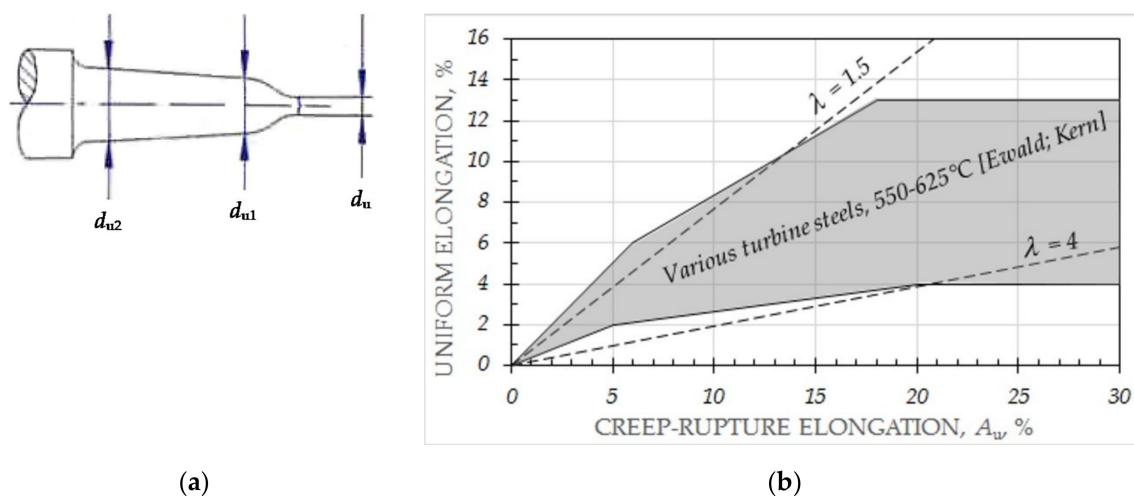 d_u2
d_u1
d_u
UNIFORM ELONGATION, %
16
14
12
10
8
6
4
2
0
λ = 1.5
Various turbine steels, 550-625°C [Ewald; Kern]
λ = 4
0 5 10 15 20 25 30
CREEP-RUPTURE ELONGATION, A_u, %
(a) (b)